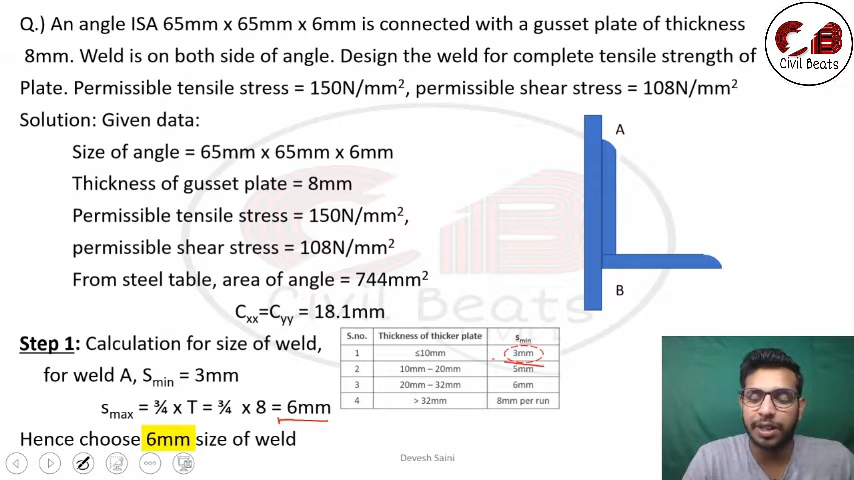 Q.) An angle ISA 65mm x 65mm x 6mm is connected with a gusset plate of thickness
8mm. Weld is on both side of angle. Design the weld for complete tensile strength of
Plate. Permissible tensile stress = 150N/mm², permissible shear stress = 108N/mm²
Civil Beats
Solution: Given data:
A
Size of angle = 65mm x 65mm x 6mm
Thickness of gusset plate = 8mm
Permissible tensile stress = 150N/mm²,
permissible shear stress = 108N/mm²
From steel table, area of angle = 744mm²
B
Cxx=Cyy = 18.1mm
Civil Beats
Step 1: Calculation for size of weld,
for weld A, Smin = 3mm
smax = ¾ x T = ¾ x 8 = 6mm
Hence choose 6mm size of weld
S.no. Thickness of thicker plate smin
1 ≤10mm 3mm
2 10mm – 20mm 5mm
3 20mm – 32mm 6mm
4 > 32mm 8mm per run
Devesh Saini